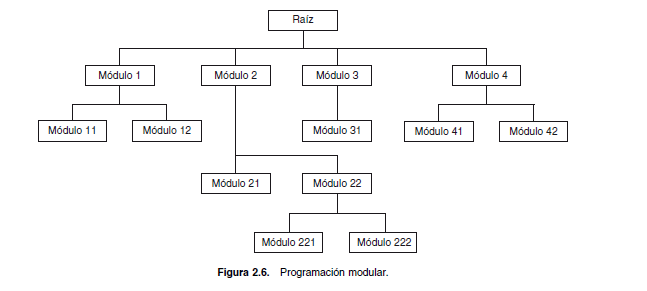 Raíz
Módulo 1 Módulo 2 Módulo 3 Módulo 4
Módulo 11 Módulo 12 Módulo 31 Módulo 41 Módulo 42
Módulo 21 Módulo 22
Módulo 221 Módulo 222
Figura 2.6. Programación modular.